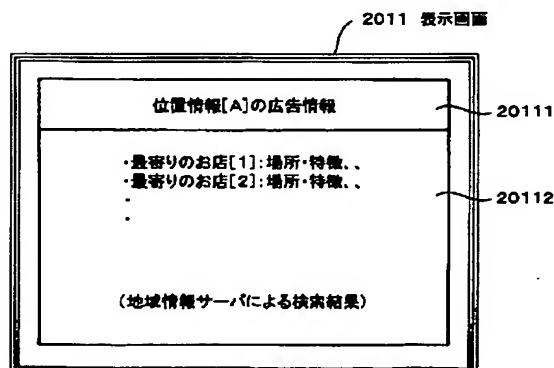 2011 表示画面
位置情報[A]の広告情報
20111
・最寄りのお店[1]:場所・特徴、、
・最寄りのお店[2]:場所・特徴、、
・
・
20112
(地域情報サーバによる検索結果)